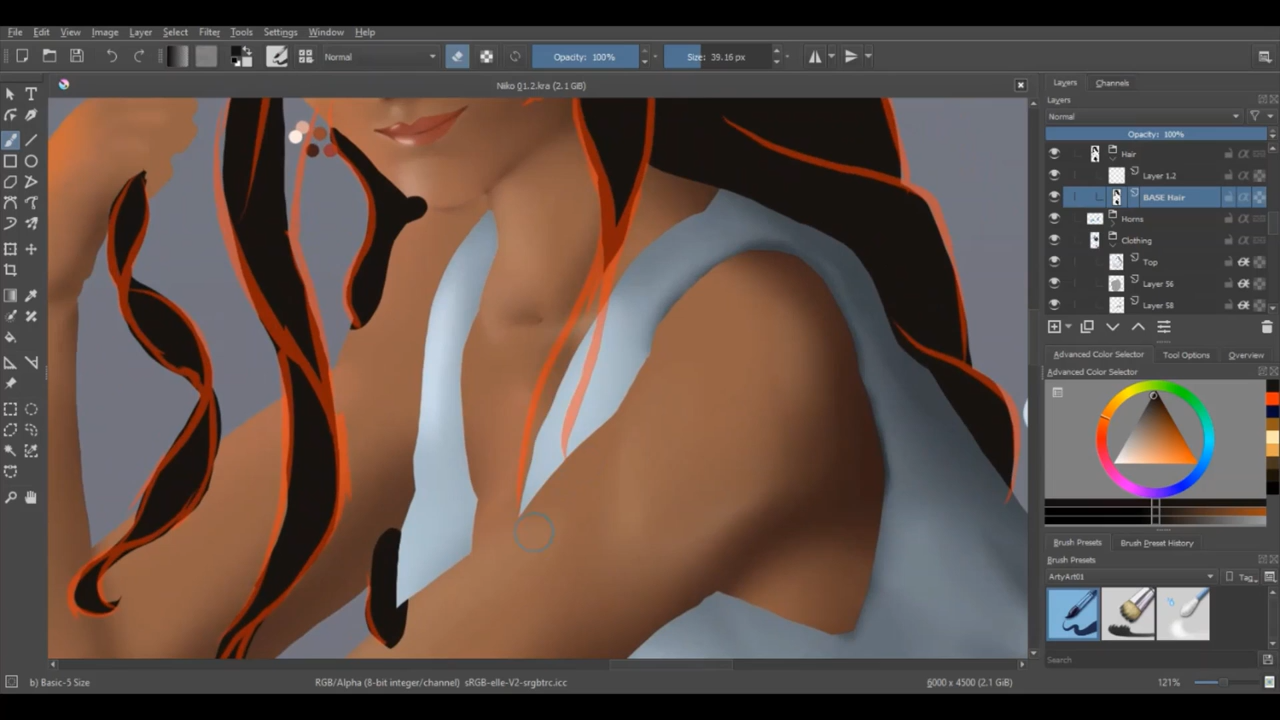 File Edit View Image Layer Select Filter Tools Settings Window Help
Normal Opacity: 100% Size: 39.16 px
Niko 01.2.kra (2.1 GiB)
Layers Channels
Layers
Normal
Opacity: 100%
Hair
Layer 1.2
BASE Hair
Horns
Clothing
Top
Layer 56
Layer 58
Advanced Color Selector Tool Options Overview
Advanced Color Selector
Brush Presets Brush Preset History
Brush Presets
ArtyArt01 Tag
Search
b) Basic-5 Size RGB/Alpha (8-bit integer/channel) sRGB-elle-V2-srgbtrc.icc 6000 x 4500 (2.1 GiB) 121%